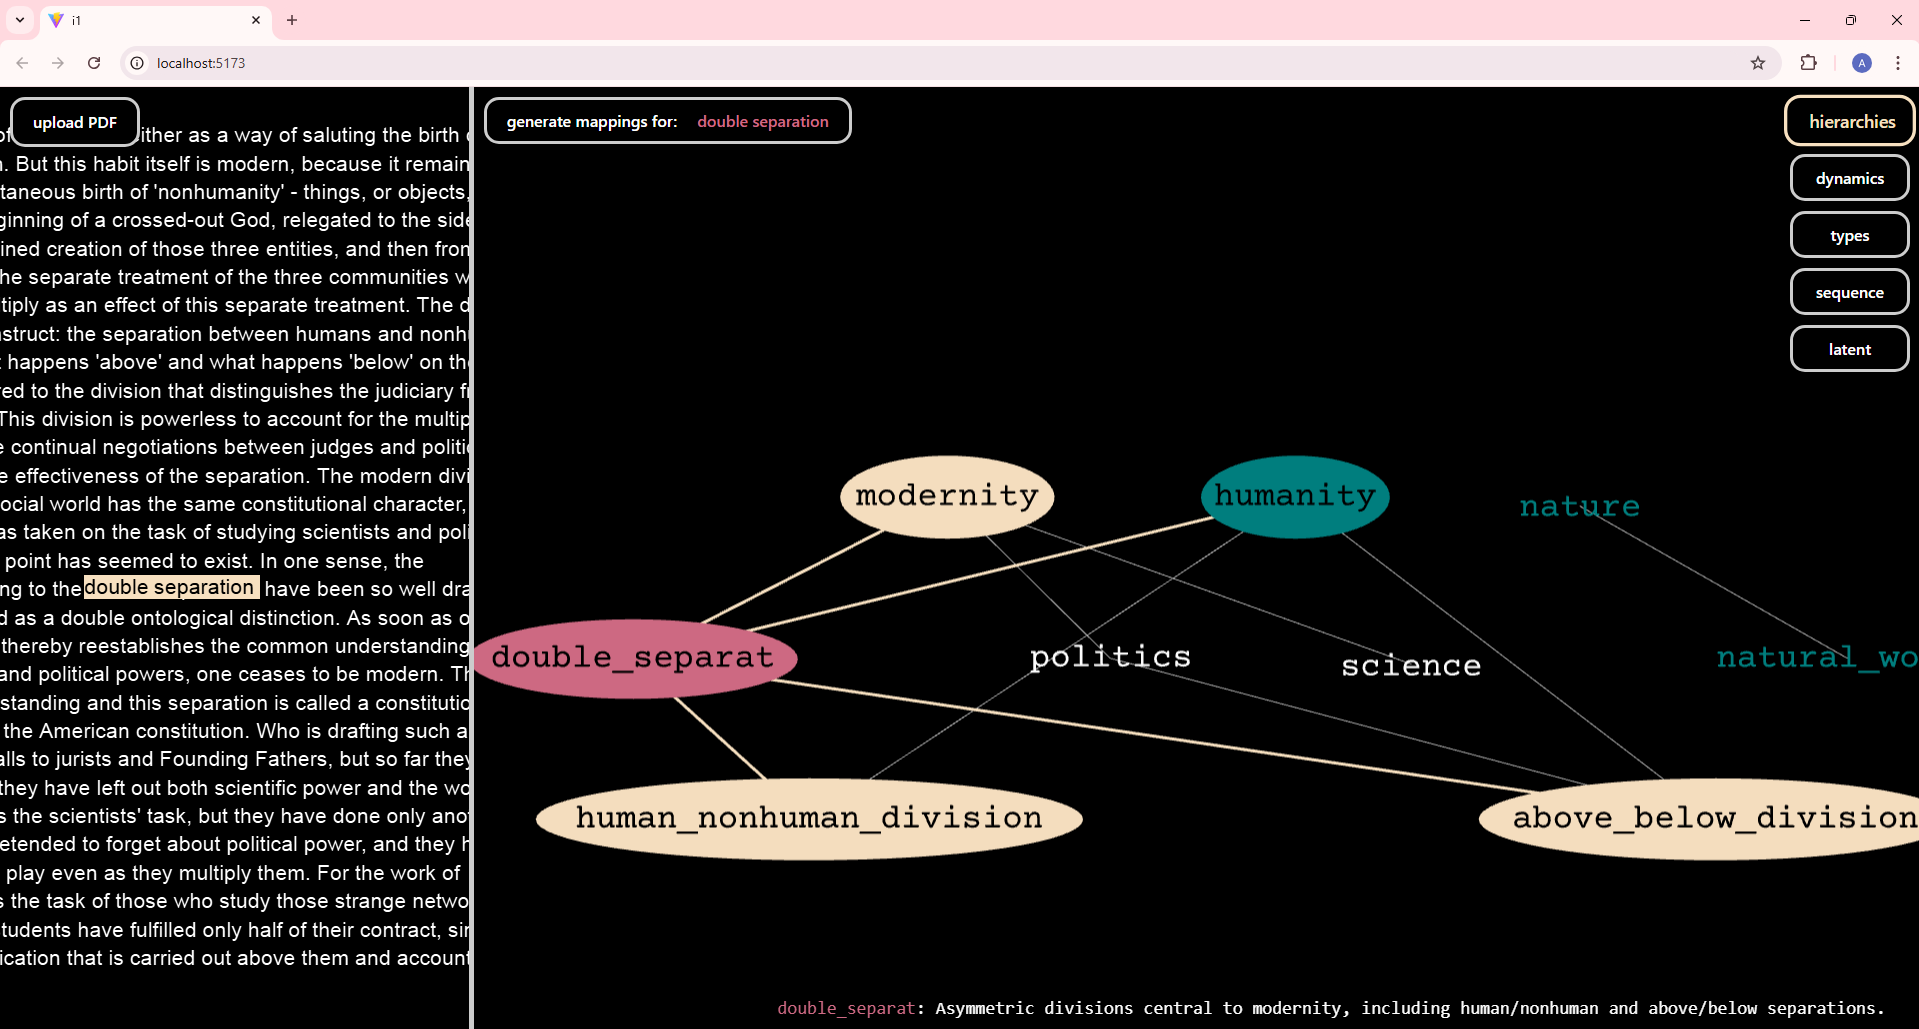 i1
localhost:5173
A
upload PDF
generate mappings for: double separation
hierarchies
dynamics
types
sequence
latent
of ither as a way of saluting the birth
. But this habit itself is modern, because it remain
taneous birth of 'nonhumanity' - things, or objects,
ginning of a crossed-out God, relegated to the side
ined creation of those three entities, and then from
he separate treatment of the three communities w
tiply as an effect of this separate treatment. The d
nstruct: the separation between humans and nonh
t happens 'above' and what happens 'below' on the
red to the division that distinguishes the judiciary f
This division is powerless to account for the multip
e continual negotiations between judges and politi
e effectiveness of the separation. The modern divi
ocial world has the same constitutional character,
as taken on the task of studying scientists and poli
point has seemed to exist. In one sense, the
ng to the double separation have been so well dra
d as a double ontological distinction. As soon as o
thereby reestablishes the common understanding
and political powers, one ceases to be modern. Th
standing and this separation is called a constitutio
the American constitution. Who is drafting such a
alls to jurists and Founding Fathers, but so far they
they have left out both scientific power and the wo
s the scientists' task, but they have done only ano
etended to forget about political power, and they h
play even as they multiply them. For the work of
s the task of those who study those strange netwo
tudents have fulfilled only half of their contract, sin
ication that is carried out above them and account
modernity
humanity
nature
double_separat
politics
science
natural_wo
human_nonhuman_division
above_below_division
double_separat: Asymmetric divisions central to modernity, including human/nonhuman and above/below separations.